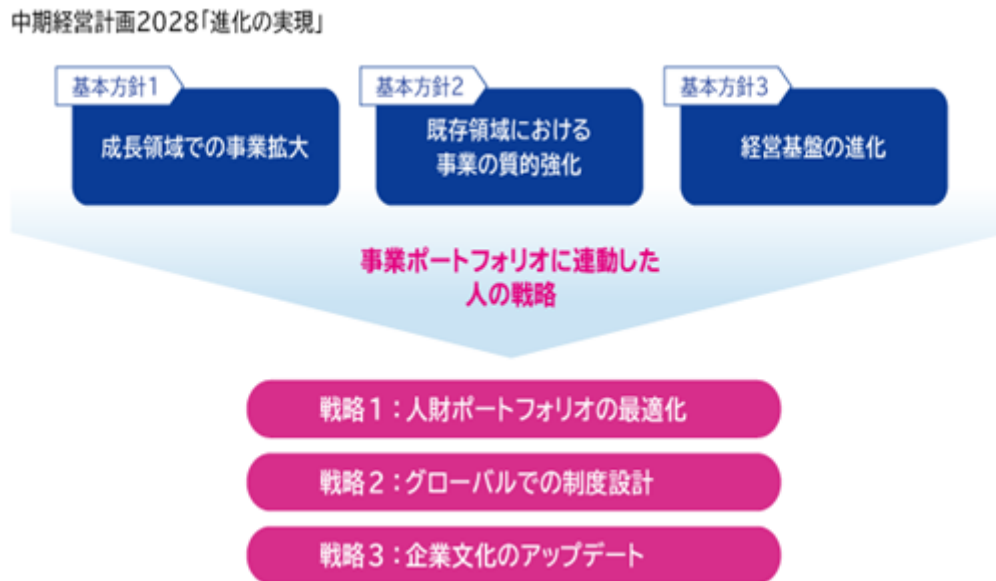 中期経営計画2028「進化の実現」
基本方針1
成長領域での事業拡大
基本方針2
既存領域における
事業の質的強化
基本方針3
経営基盤の進化
事業ポートフォリオに連動した
人の戦略
戦略1：人財ポートフォリオの最適化
戦略2：グローバルでの制度設計
戦略3：企業文化のアップデート